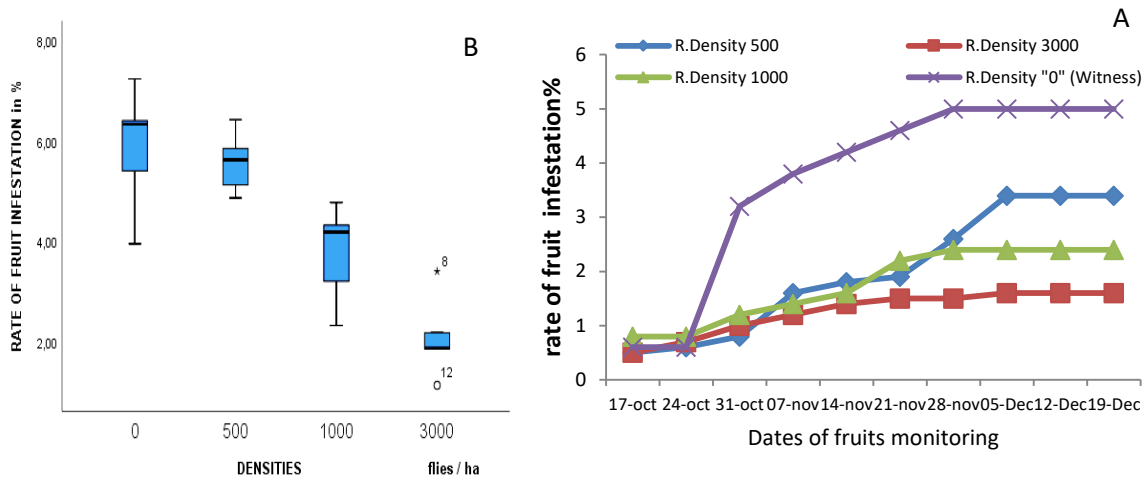 B
RATE OF FRUIT INFESTATION in %
8,00
6,00
4,00
2,00
*8
12
0 500 1000 3000
DENSITIES flies / ha
A
R.Density 500
R.Density 3000
R.Density 1000
R.Density "0" (Witness)
rate of fruit infestation%
6
5
4
3
2
1
0
17-oct 24-oct 31-oct 07-nov 14-nov 21-nov 28-nov 05-Dec 12-Dec 19-Dec
Dates of fruits monitoring